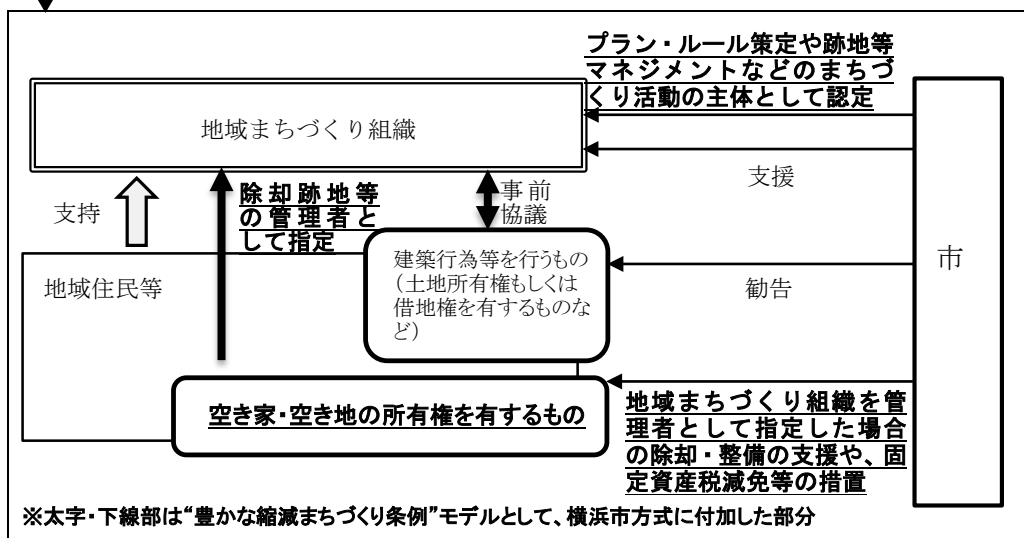 プラン・ルール策定や跡地等
マネジメントなどのまちづ
くり活動の主体として認定
地域まちづくり組織
支援
支持
除却跡地等
の管理者と
して指定
事前
協議
市
地域住民等
建築行為等を行うもの
（土地所有権もしくは
借地権を有するものな
ど）
勧告
空き家・空き地の所有権を有するもの
地域まちづくり組織を管
理者として指定した場合
の除却・整備の支援や、固
定資産税減免等の措置
※太字・下線部は“豊かな縮減まちづくり条例”モデルとして、横浜市方式に付加した部分